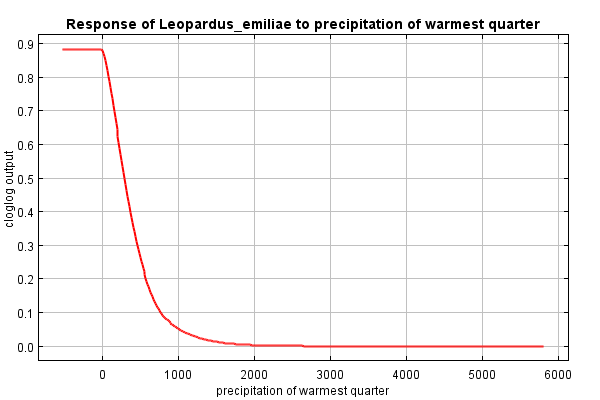 Response of Leopardus_emiliae to precipitation of warmest quarter
0.9
0.8
0.7
0.6
0.5
0.4
0.3
0.2
0.1
0.0
cloglog output
0 1000 2000 3000 4000 5000 6000
precipitation of warmest quarter